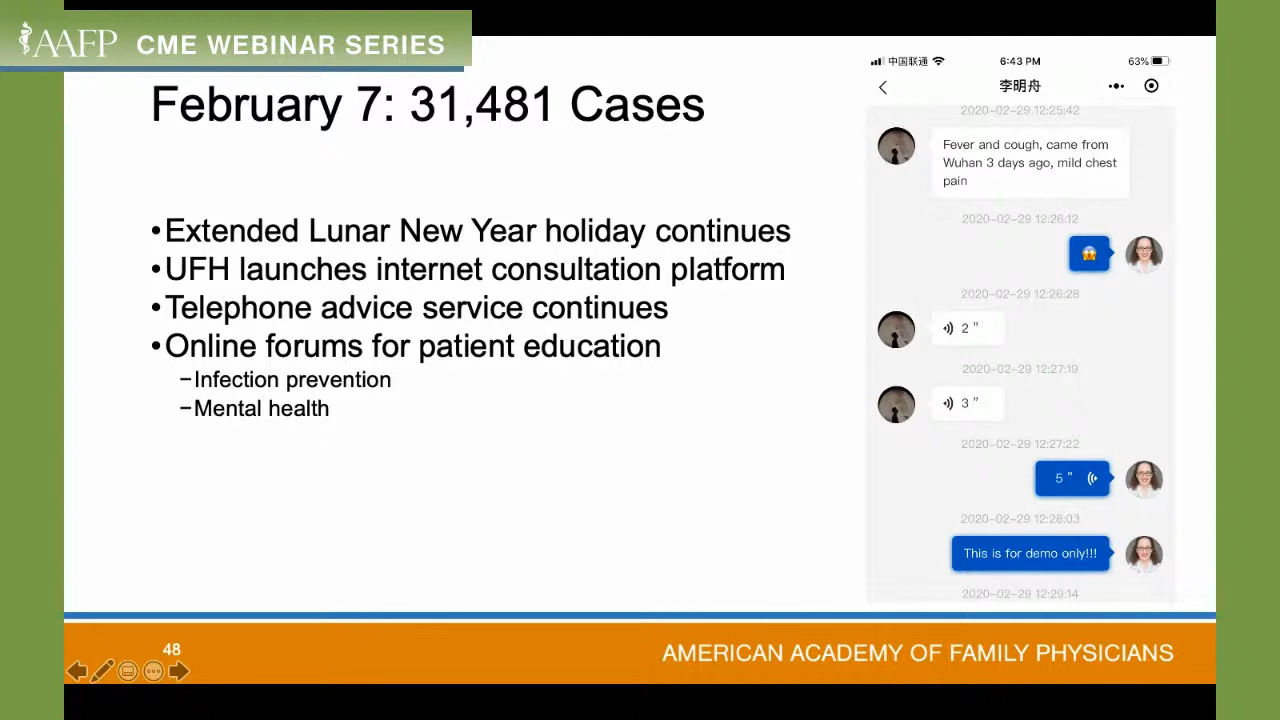 AAFP CME WEBINAR SERIES
February 7: 31,481 Cases
•Extended Lunar New Year holiday continues
•UFH launches internet consultation platform
•Telephone advice service continues
•Online forums for patient education
–Infection prevention
–Mental health
中国联通 6:43 PM 63%
李明舟
2020-02-29 12:25:42
Fever and cough, came from
Wuhan 3 days ago, mild chest
pain
2020-02-29 12:26:12
2020-02-29 12:26:28
2 "
2020-02-29 12:27:19
3 "
2020-02-29 12:27:22
5 "
2020-02-29 12:28:03
This is for demo only!!!
2020-02-29 12:29:14
48
AMERICAN ACADEMY OF FAMILY PHYSICIANS